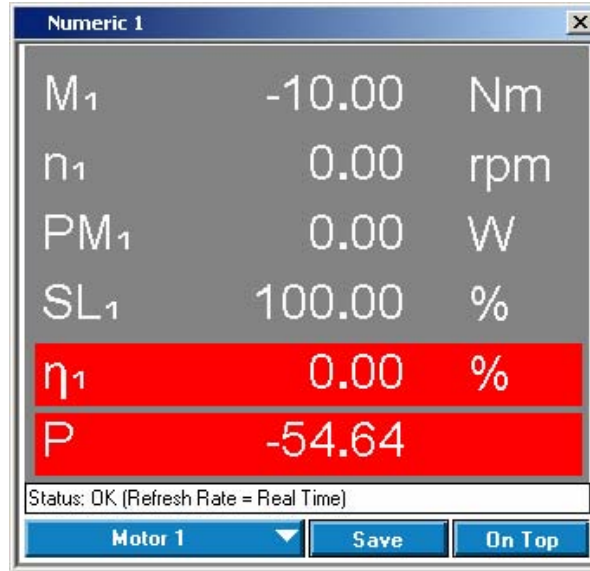 Numeric 1
M₁ -10.00 Nm
n₁ 0.00 rpm
PM₁ 0.00 W
SL₁ 100.00 %
η₁ 0.00 %
P -54.64
Status: OK (Refresh Rate = Real Time)
Motor 1 Save On Top